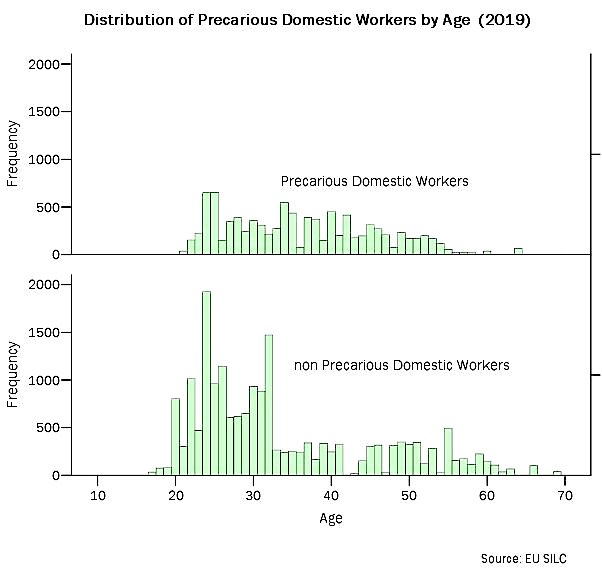 Distribution of Precarious Domestic Workers by Age (2019)
2000
1500
1000
500
0
Frequency
Precarious Domestic Workers
2000
1500
1000
500
0
Frequency
non Precarious Domestic Workers
10 20 30 40 50 60 70
Age
Source: EU SILC